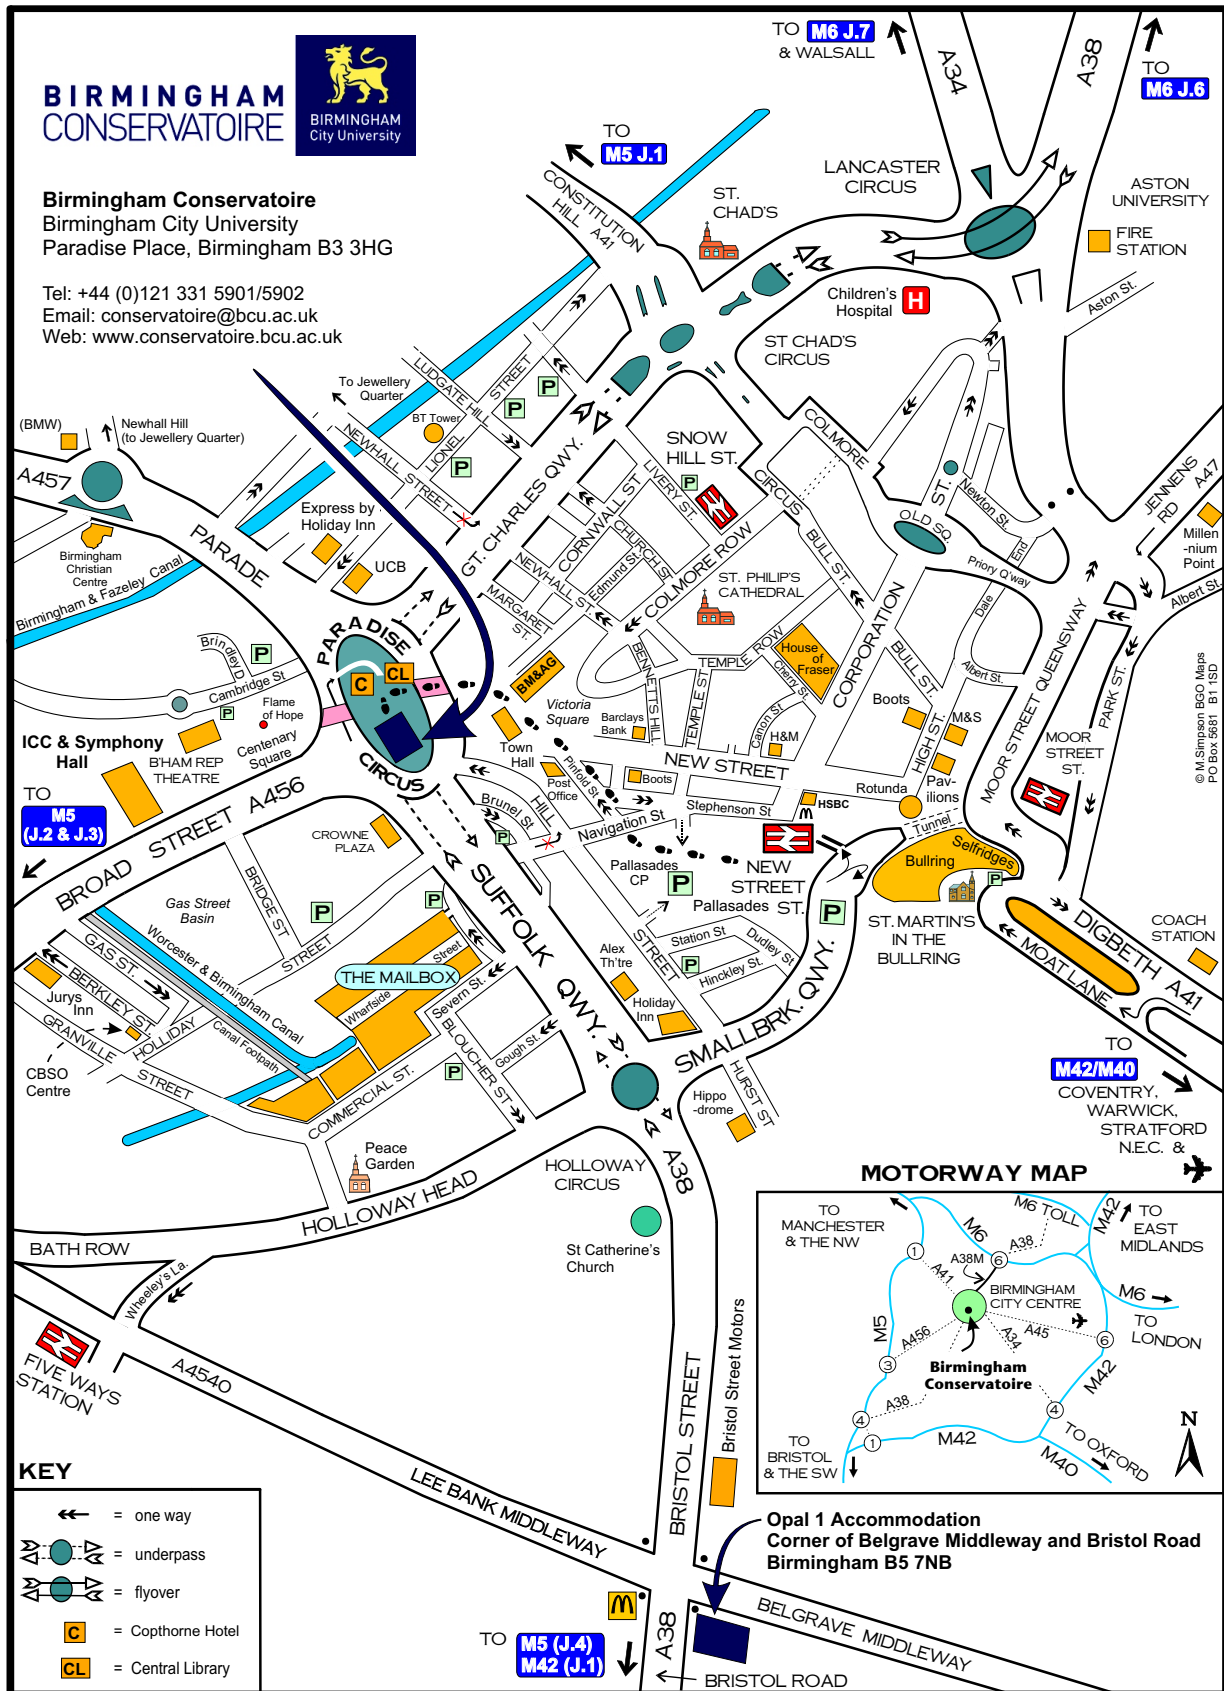 BIRMINGHAM
CONSERVATOIRE
BIRMINGHAM
City University
Birmingham Conservatoire
Birmingham City University
Paradise Place, Birmingham B3 3HG
Tel: +44 (0)121 331 5901/5902
Email: conservatoire@bcu.ac.uk
Web: www.conservatoire.bcu.ac.uk
TO M6 J.7
& WALSALL
A34
A38
TO
M6 J.6
TO
M5 J.1
CONSTITUTION
HILL A41
ST.
CHAD'S
LANCASTER
CIRCUS
ASTON
UNIVERSITY
FIRE
STATION
Aston St.
Children's
Hospital
H
ST CHAD'S
CIRCUS
To Jewellery
Quarter
LUDGATE HILL
STREET
LIONEL
P
P
P
BT Tower
NEWHALL STREET
(BMW)
Newhall Hill
(to Jewellery Quarter)
A457
PARADE
Express by
Holiday Inn
UCB
GT. CHARLES QWY.
Birmingham
Christian
Centre
Birmingham & Fazeley Canal
SNOW
HILL ST.
P
LIVERY ST.
COLMORE
CIRCUS
CORNWALL ST
CHURCH ST
Edmund St.
NEWHALL ST.
MARGARET
ST.
COLMORE ROW
BULL ST.
ST.
Newton St.
OLD SQ.
Priory Q'way
End
Dale
JENNENS
RD
A47
Millen
-nium
Point
Albert St.
ST. PHILIP'S
CATHEDRAL
CORPORATION
House
of
Fraser
TEMPLE ROW
Cherry St.
BENNETTS HILL
TEMPLE ST
Canon St.
BULL ST.
Albert St.
MOOR STREET QUEENSWAY
PARK ST.
© M.Simpson BGO Maps
PO Box 5681 B1 1SD
PARADISE
CIRCUS
C
CL
BM&AG
Brindley D
P
Cambridge St
P
Flame
of Hope
Centenary
Square
ICC & Symphony
Hall
B'HAM REP
THEATRE
TO
M5
(J.2 & J.3)
BROAD STREET A456
Victoria
Square
Town
Hall
Post
Office
Pinfold St.
Barclays
Bank
Boots
H&M
NEW STREET
Stephenson St
HSBC
Boots
M&S
HIGH ST.
Pav-
ilions
Rotunda
MOOR
STREET
ST.
Tunnel
Bullring
Selfridges
P
Brunel St
HILL
P
Navigation St
CROWNE
PLAZA
Pallasades
CP
P
NEW
STREET
ST.
Pallasades
P
ST. MARTIN'S
IN THE
BULLRING
DIGBETH
A41
MOAT LANE
COACH
STATION
BRIDGE ST
Gas Street
Basin
P
P
SUFFOLK QWY.
STREET
Station St
Dudley St
P
Hinckley St.
Alex
Th'tre
Holiday
Inn
SMALLBRK. QWY.
Worcester & Birmingham Canal
Canal Footpath
STREET
HOLLIDAY
GAS ST.
BERKLEY ST.
Jurys
Inn
GRANVILLE
STREET
CBSO
Centre
THE MAILBOX
Wharfside
Street
Severn St.
BLOUCHER ST
Gough St.
P
COMMERCIAL ST.
HURST ST
Hippo
-drome
TO
M42/M40
COVENTRY,
WARWICK,
STRATFORD
N.E.C. &
Peace
Garden
HOLLOWAY
CIRCUS
A38
HOLLOWAY HEAD
St Catherine's
Church
BATH ROW
Wheeley's La.
FIVE WAYS
STATION
A4540
LEE BANK MIDDLEWAY
BRISTOL STREET
Bristol Street Motors
MOTORWAY MAP
TO
MANCHESTER
& THE NW
M6
M6 TOLL
M42
TO
EAST
MIDLANDS
1
A41
A38M
6
A38
BIRMINGHAM
CITY CENTRE
M6
TO
LONDON
M5
A456
A34
A45
6
3
Birmingham
Conservatoire
M42
4
A38
4
1
M42
TO OXFORD
M40
TO
BRISTOL
& THE SW
N
KEY
= one way
= underpass
= flyover
C = Copthorne Hotel
CL = Central Library
Opal 1 Accommodation
Corner of Belgrave Middleway and Bristol Road
Birmingham B5 7NB
BELGRAVE MIDDLEWAY
TO M5 (J.4)
M42 (J.1)
A38
BRISTOL ROAD